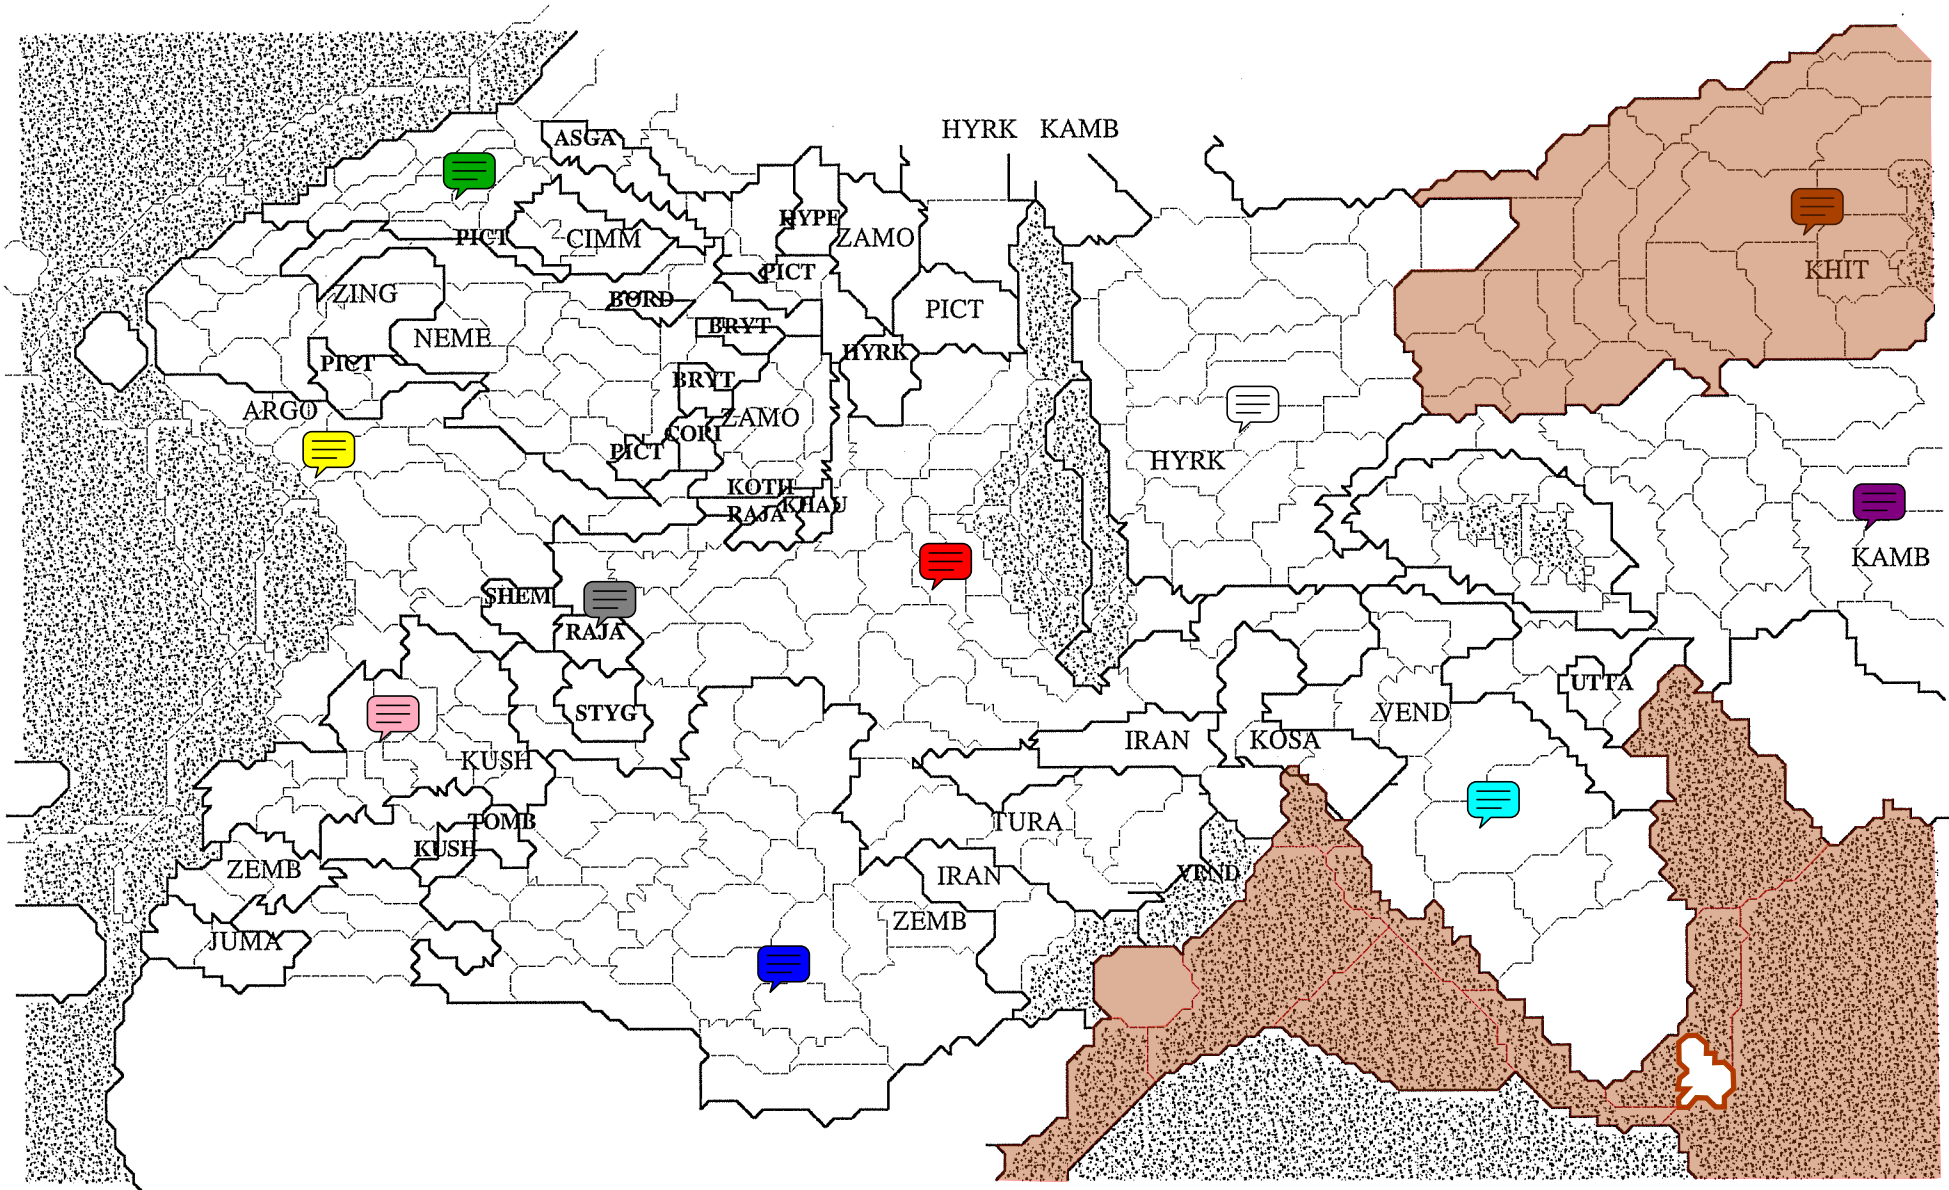 HYRK KAMB
ASGA
HYPE
PICT
CIMM
ZAMO
KHIT
PICT
ZING
BORD
PICT
NEME
BRYT
HYRK
PICT
BRYT
ARGO
ZAMO
CORI
PICT
HYRK
KOTH
KHAU
RAJA
KAMB
SHEM
RAJA
UTTA
STYG
VEND
IRAN
KOSA
KUSH
TOMB
TURA
KUSH
ZEMB
IRAN
VEND
ZEMB
JUMA